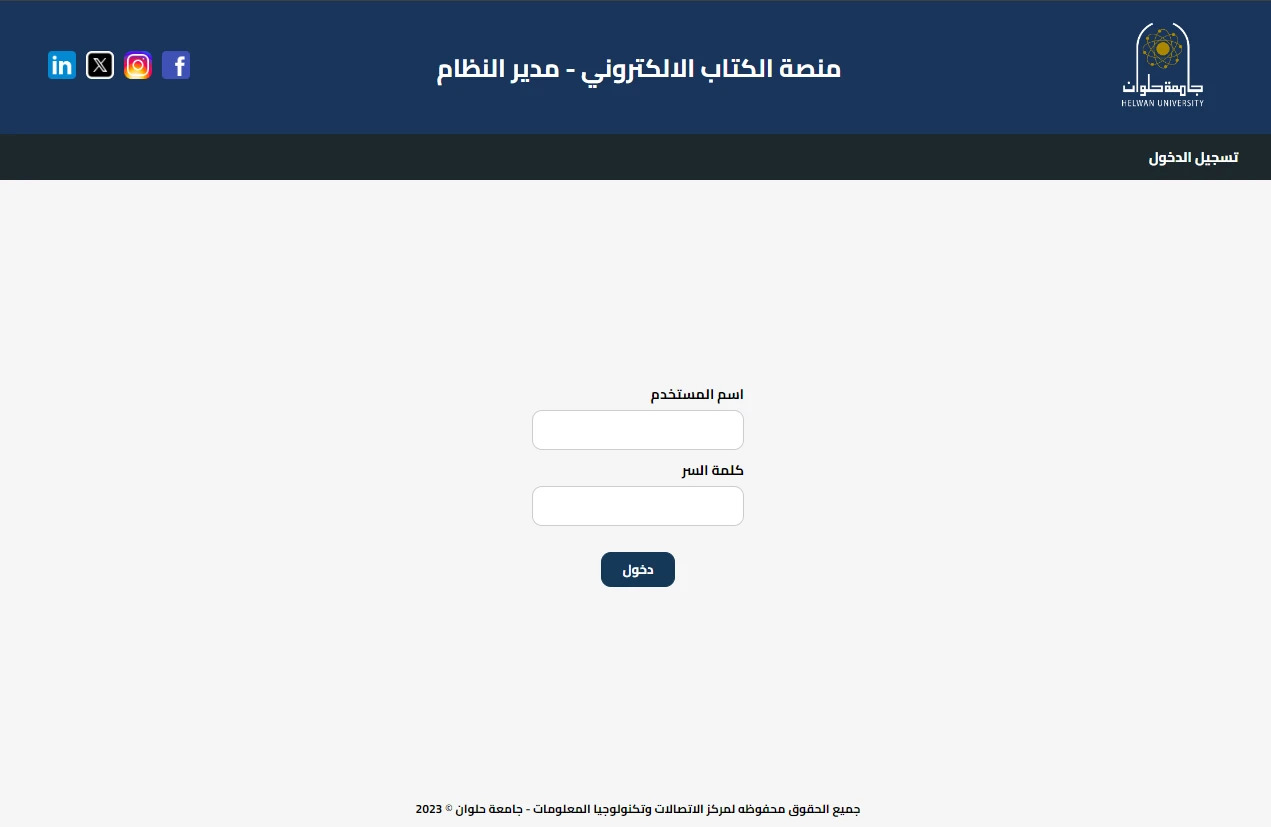 جامعة حلوان
HELWAN UNIVERSITY
منصة الكتاب الالكتروني - مدير النظام
تسجيل الدخول
اسم المستخدم
كلمة السر
دخول
جميع الحقوق محفوظه لمركز الاتصالات وتكنولوجيا المعلومات - جامعة حلوان © 2023